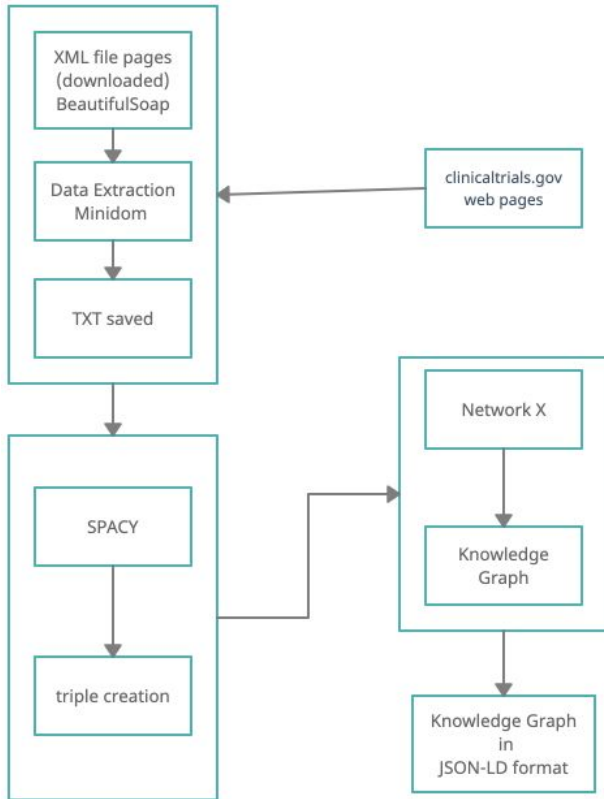 XML file pages
(downloaded)
BeautifulSoap
Data Extraction
Minidom
TXT saved
clinicaltrials.gov
web pages
SPACY
triple creation
Network X
Knowledge
Graph
Knowledge Graph
in
JSON-LD format